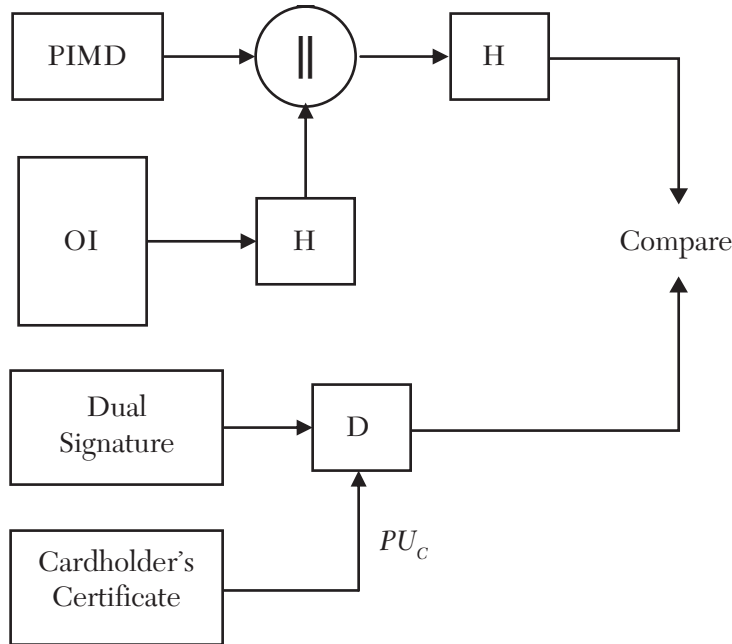 PIMD
||
H
OI
H
Compare
Dual
Signature
D
Cardholder's
Certificate
PU_C